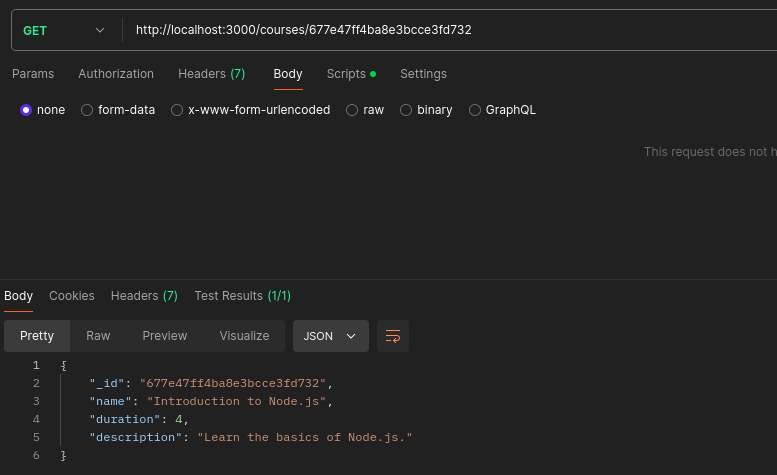 GET http://localhost:3000/courses/677e47ff4ba8e3bcce3fd732
Params Authorization Headers (7) Body Scripts Settings
none form-data x-www-form-urlencoded raw binary GraphQL
This request does not h
Body Cookies Headers (7) Test Results (1/1)
Pretty Raw Preview Visualize JSON
1 {
2 "_id": "677e47ff4ba8e3bcce3fd732",
3 "name": "Introduction to Node.js",
4 "duration": 4,
5 "description": "Learn the basics of Node.js."
6 }